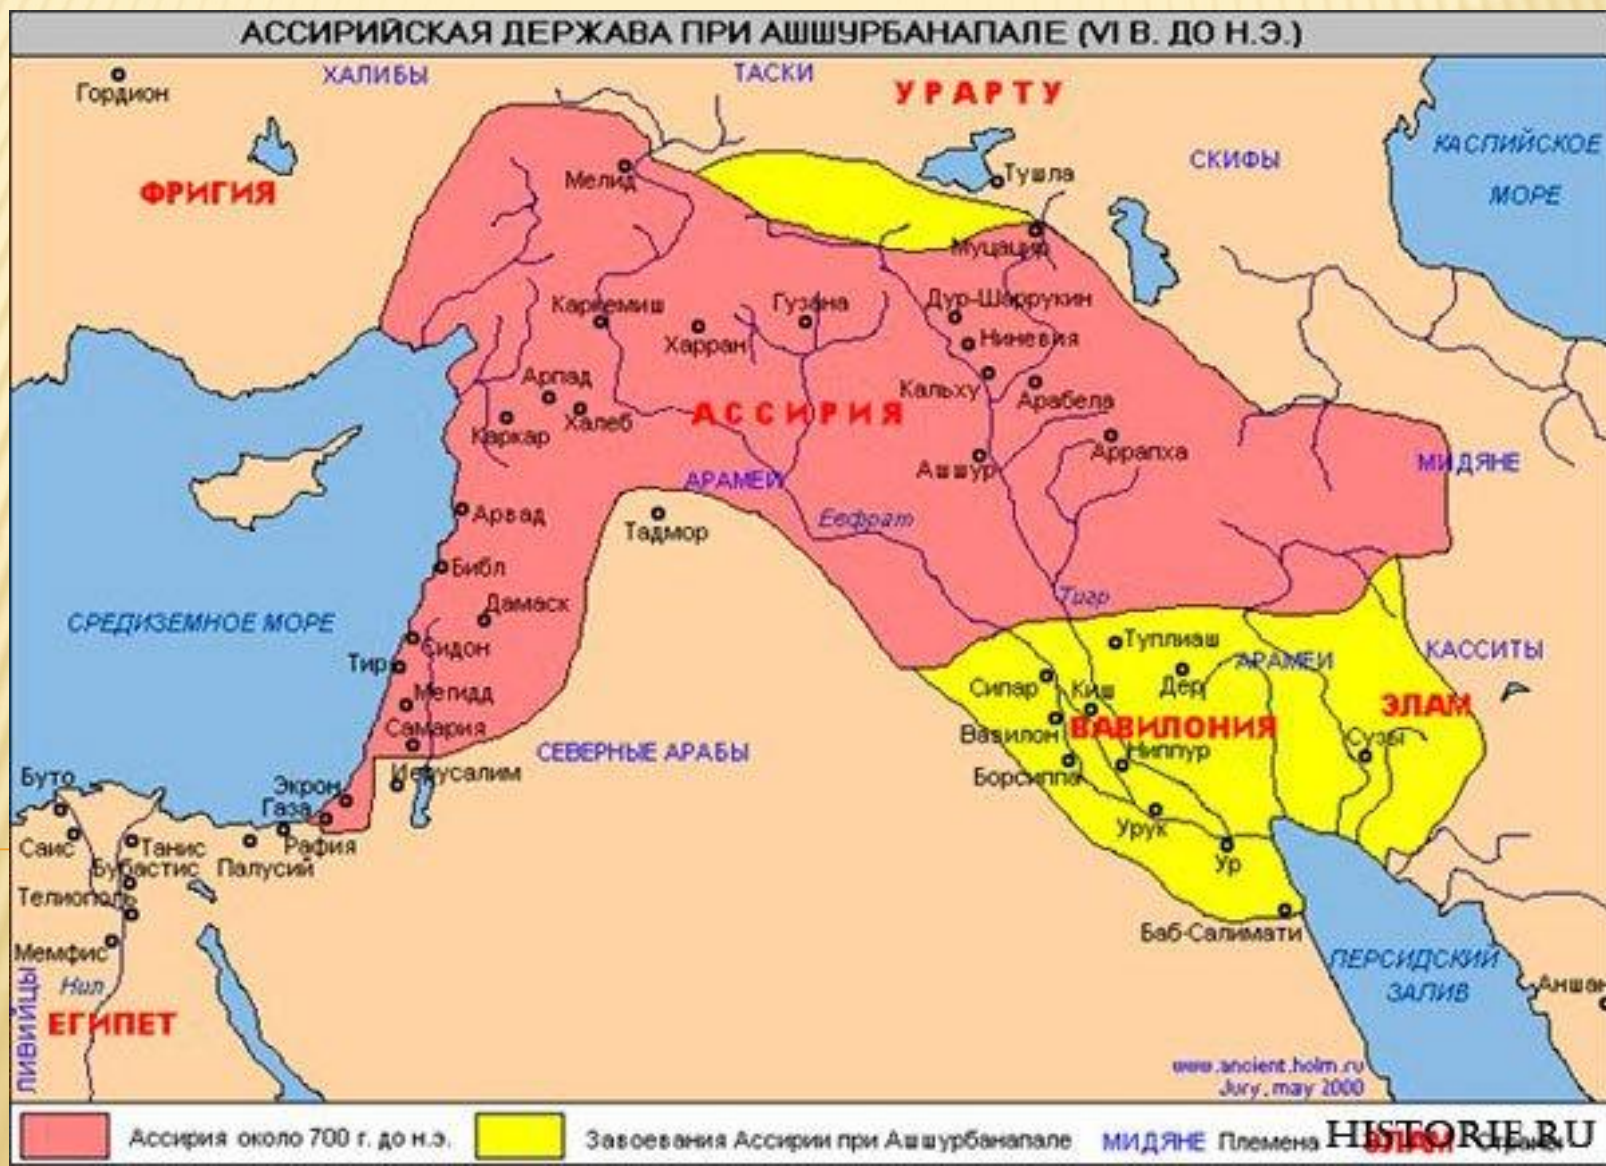 АССИРИЙСКАЯ ДЕРЖАВА ПРИ АШШУРБАНАПАЛЕ (VI В. ДО Н.Э.)
Гордион
ХАЛИБЫ
ТАСКИ
УРАРТУ
КАСПИЙСКОЕ
МОРЕ
СКИФЫ
ФРИГИЯ
Мелид
Тушпа
Муцацир
Каркемиш
Гузана
Дур-Шаррукин
Харран
Ниневия
Арпад
Кальху
Арабела
Халеб
Каркар
АССИРИЯ
Аррапха
Ашшур
МИДЯНЕ
АРАМЕИ
Арвад
Тадмор
Евфрат
Библ
Дамаск
Тигр
СРЕДИЗЕМНОЕ МОРЕ
Сидон
Тир
Туплиаш
КАССИТЫ
АРАМЕИ
Мегидд
Сипар
Киш
Дер
ЭЛАМ
Самария
Вавилон
ВАВИЛОНИЯ
Сузы
СЕВЕРНЫЕ АРАБЫ
Ниппур
Борсиппа
Иерусалим
Буто
Экрон
Газа
Урук
Саис
Танис
Рафия
Бубастис
Палусий
Ур
Телиополь
Баб-Салимати
Мемфис
ПЕРСИДСКИЙ
ЗАЛИВ
Нил
Аншан
ЛИВИЙЦЫ
ЕГИПЕТ
www.ancient.holm.ru
Jury, may 2000
Ассирия около 700 г. до н.э.
Завоевания Ассирии при Ашшурбанапале
МИДЯНЕ Племена
ЭЛАМ Страны
HISTORIE.RU